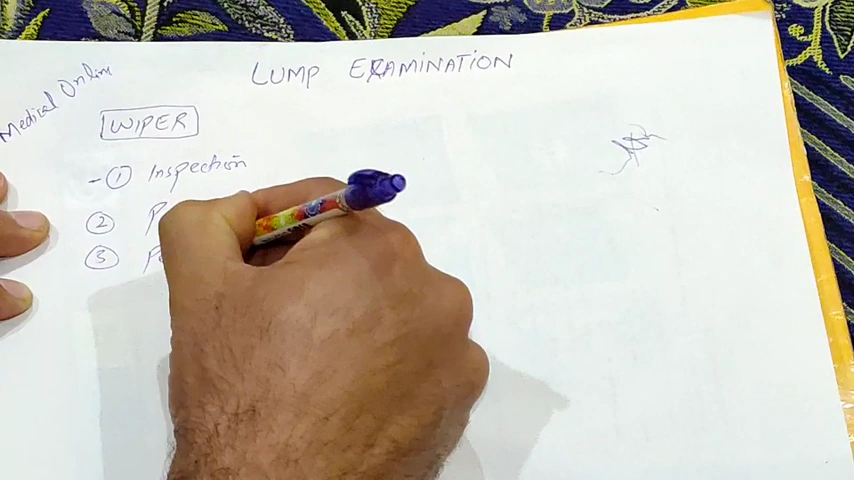 Medical Online
LUMP EXAMINATION
WIPER
- ① Inspection
②
③